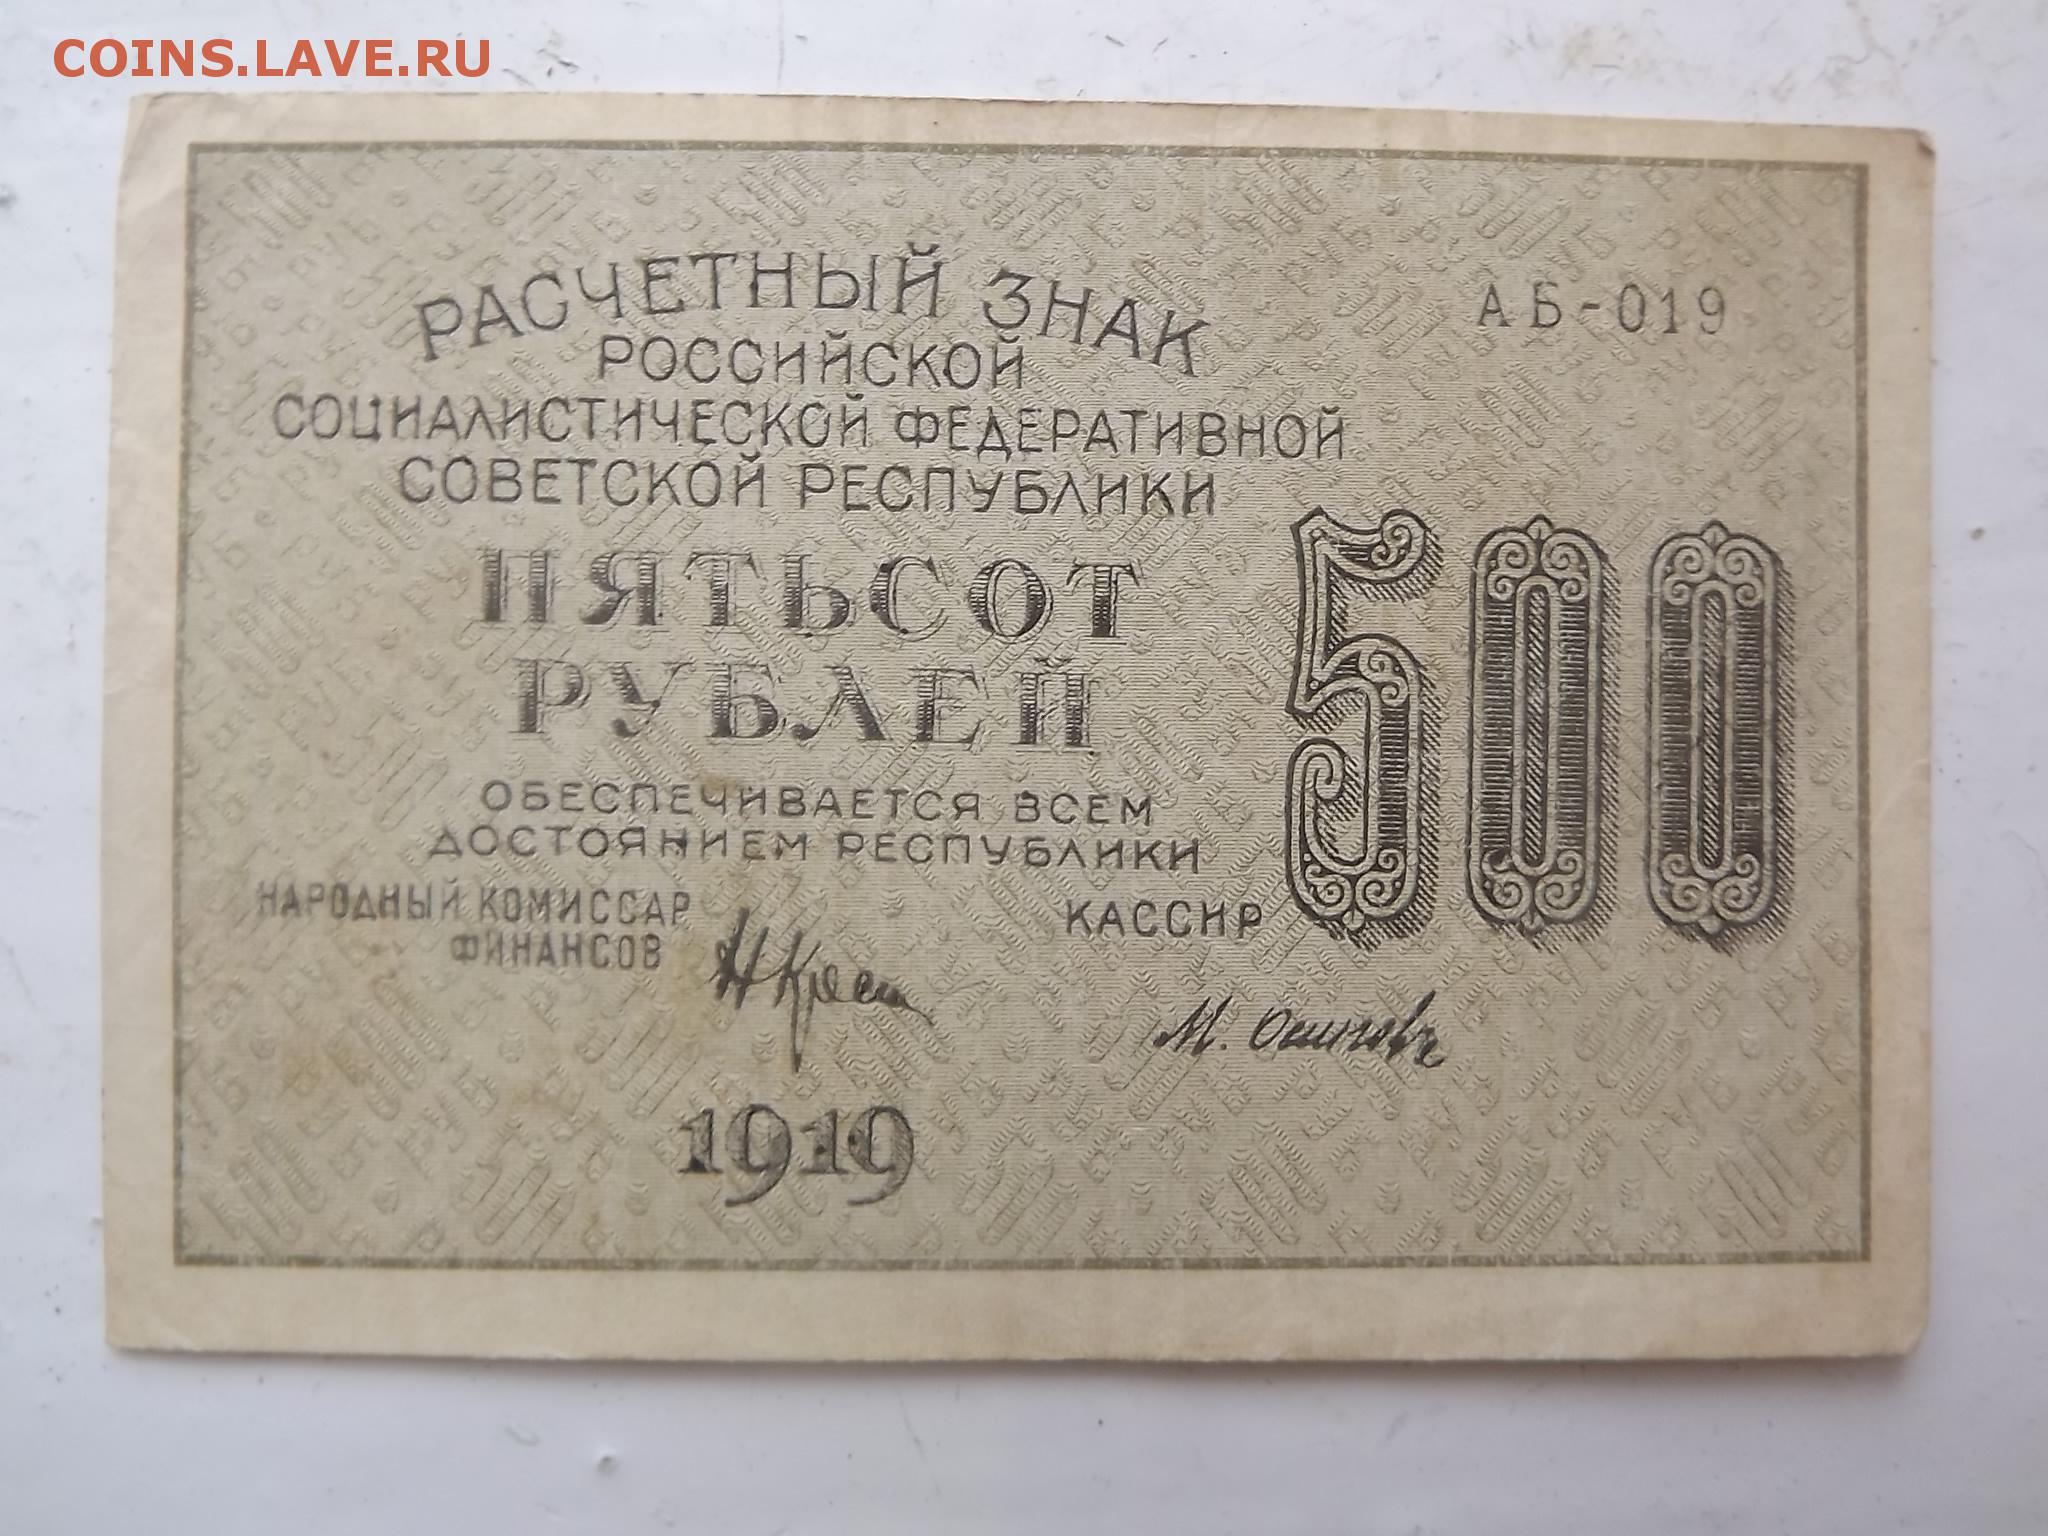 COINS.LAVE.RU
РАСЧЕТНЫЙ ЗНАК
АБ-019
РОССИЙСКОЙ
СОЦИАЛИСТИЧЕСКОЙ ФЕДЕРАТИВНОЙ
СОВЕТСКОЙ РЕСПУБЛИКИ
ПЯТЬСОТ
РУБЛЕЙ
500
ОБЕСПЕЧИВАЕТСЯ ВСЕМ
ДОСТОЯНИЕМ РЕСПУБЛИКИ
НАРОДНЫЙ КОМИССАР
ФИНАНСОВ
КАССИР
М. Осиповъ
1919